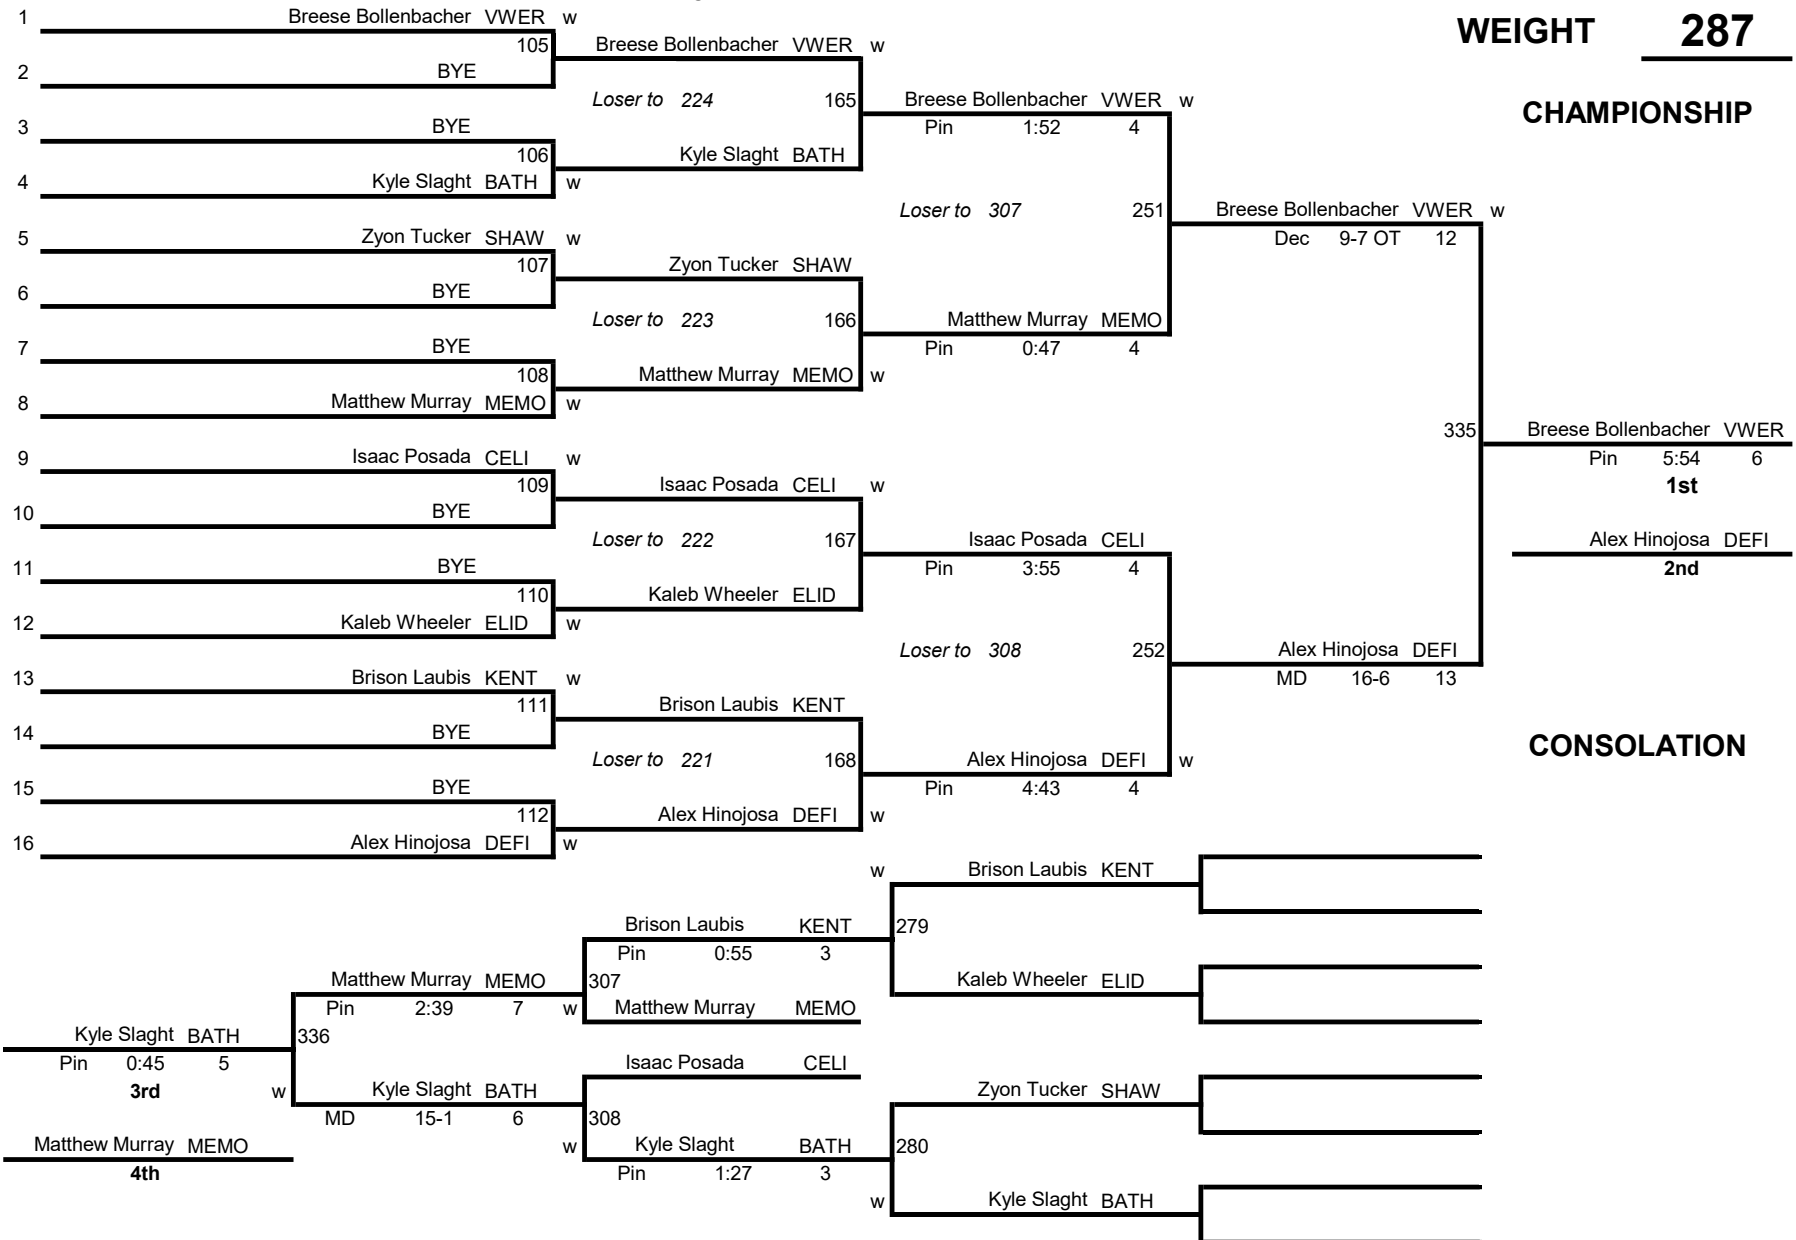 1 Breese Bollenbacher VWER w
WEIGHT 287
105 Breese Bollenbacher VWER w
2 BYE
Loser to 224 165 Breese Bollenbacher VWER w
CHAMPIONSHIP
3 BYE Pin 1:52 4
106 Kyle Slaght BATH
4 Kyle Slaght BATH w
Loser to 307 251 Breese Bollenbacher VWER w
5 Zyon Tucker SHAW w Dec 9-7 OT 12
107 Zyon Tucker SHAW
6 BYE
Loser to 223 166 Matthew Murray MEMO
7 BYE Pin 0:47 4
108 Matthew Murray MEMO w
8 Matthew Murray MEMO w
335 Breese Bollenbacher VWER
9 Isaac Posada CELI w Pin 5:54 6
109 Isaac Posada CELI w 1st
10 BYE
Loser to 222 167 Isaac Posada CELI Alex Hinojosa DEFI
11 BYE Pin 3:55 4 2nd
110 Kaleb Wheeler ELID
12 Kaleb Wheeler ELID w
Loser to 308 252 Alex Hinojosa DEFI
13 Brison Laubis KENT w MD 16-6 13
111 Brison Laubis KENT
14 BYE
CONSOLATION
Loser to 221 168 Alex Hinojosa DEFI w
15 BYE Pin 4:43 4
112 Alex Hinojosa DEFI w
16 Alex Hinojosa DEFI w
w Brison Laubis KENT
Brison Laubis KENT 279
Pin 0:55 3
Matthew Murray MEMO 307 Kaleb Wheeler ELID
Pin 2:39 7 w Matthew Murray MEMO
Kyle Slaght BATH 336
Pin 0:45 5 Isaac Posada CELI
3rd w Kyle Slaght BATH Zyon Tucker SHAW
MD 15-1 6 308
Matthew Murray MEMO w Kyle Slaght BATH 280
4th Pin 1:27 3
w Kyle Slaght BATH